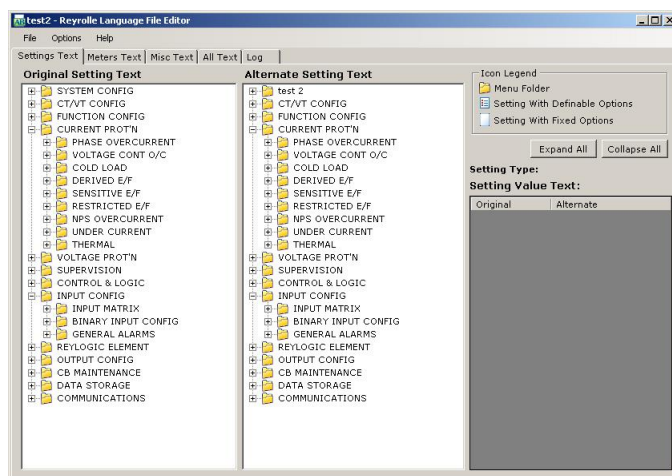 test2 - Reyrolle Language File Editor
File Options Help
Settings Text Meters Text Misc Text All Text Log
Original Setting Text
SYSTEM CONFIG
CT/VT CONFIG
FUNCTION CONFIG
CURRENT PROT'N
PHASE OVERCURRENT
VOLTAGE CONT O/C
COLD LOAD
DERIVED E/F
SENSITIVE E/F
RESTRICTED E/F
NPS OVERCURRENT
UNDER CURRENT
THERMAL
VOLTAGE PROT'N
SUPERVISION
CONTROL & LOGIC
INPUT CONFIG
INPUT MATRIX
BINARY INPUT CONFIG
GENERAL ALARMS
REYLOGIC ELEMENT
OUTPUT CONFIG
CB MAINTENANCE
DATA STORAGE
COMMUNICATIONS
Alternate Setting Text
test 2
CT/VT CONFIG
FUNCTION CONFIG
CURRENT PROT'N
PHASE OVERCURRENT
VOLTAGE CONT O/C
COLD LOAD
DERIVED E/F
SENSITIVE E/F
RESTRICTED E/F
NPS OVERCURRENT
UNDER CURRENT
THERMAL
VOLTAGE PROT'N
SUPERVISION
CONTROL & LOGIC
INPUT CONFIG
INPUT MATRIX
BINARY INPUT CONFIG
GENERAL ALARMS
REYLOGIC ELEMENT
OUTPUT CONFIG
CB MAINTENANCE
DATA STORAGE
COMMUNICATIONS
Icon Legend
Menu Folder
Setting With Definable Options
Setting With Fixed Options
Expand All Collapse All
Setting Type:
Setting Value Text:
Original Alternate